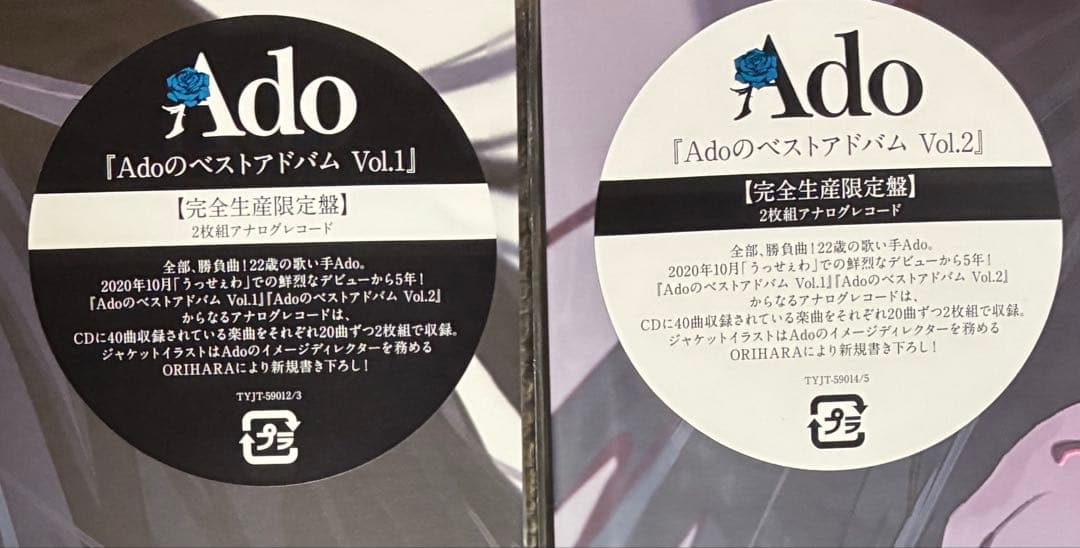 Ado
『Adoのベストアドバム Vol.1』
【完全生産限定盤】
2枚組アナログレコード
全部、勝負曲！22歳の歌い手Ado。
2020年10月「うっせぇわ」での鮮烈なデビューから5年！
『Adoのベストアドバム Vol.1』『Adoのベストアドバム Vol.2』
からなるアナログレコードは、
CDに40曲収録されている楽曲をそれぞれ20曲ずつ2枚組で収録。
ジャケットイラストはAdoのイメージディレクターを務める
ORIHARAにより新規書き下ろし！
TYJT-59012/3
プラ
Ado
『Adoのベストアドバム Vol.2』
【完全生産限定盤】
2枚組アナログレコード
全部、勝負曲！22歳の歌い手Ado。
2020年10月「うっせぇわ」での鮮烈なデビューから5年！
『Adoのベストアドバム Vol.1』『Adoのベストアドバム Vol.2』
からなるアナログレコードは、
CDに40曲収録されている楽曲をそれぞれ20曲ずつ2枚組で収録。
ジャケットイラストはAdoのイメージディレクターを務める
ORIHARAにより新規書き下ろし！
TYJT-59014/5
プラ